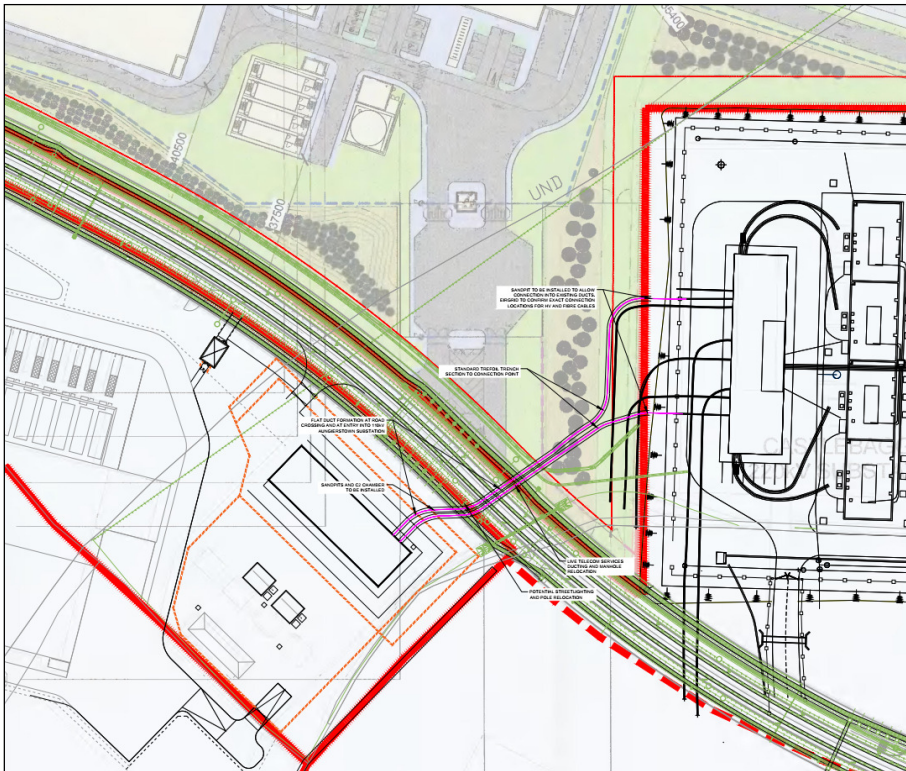 36400
40500
37500
UND
SANDPIT TO BE INSTALLED TO ALLOW
CONNECTION INTO EXISTING DUCTS,
EIRGRID TO CONFIRM EXACT CONNECTION
LOCATIONS FOR HV AND FIBRE CABLES
STANDARD TREFOIL TRENCH
SECTION TO CONNECTION POINT
FLAT DUCT FORMATION AT ROAD
CROSSING AND AT ENTRY INTO 110kV
AUNGIERSTOWN SUBSTATION
SANDPITS AND C2 CHAMBER
TO BE INSTALLED
LIVE TELECOM SERVICES
DUCTING AND MANHOLE
RELOCATION
POTENTIAL STREETLIGHTING
AND POLE RELOCATION